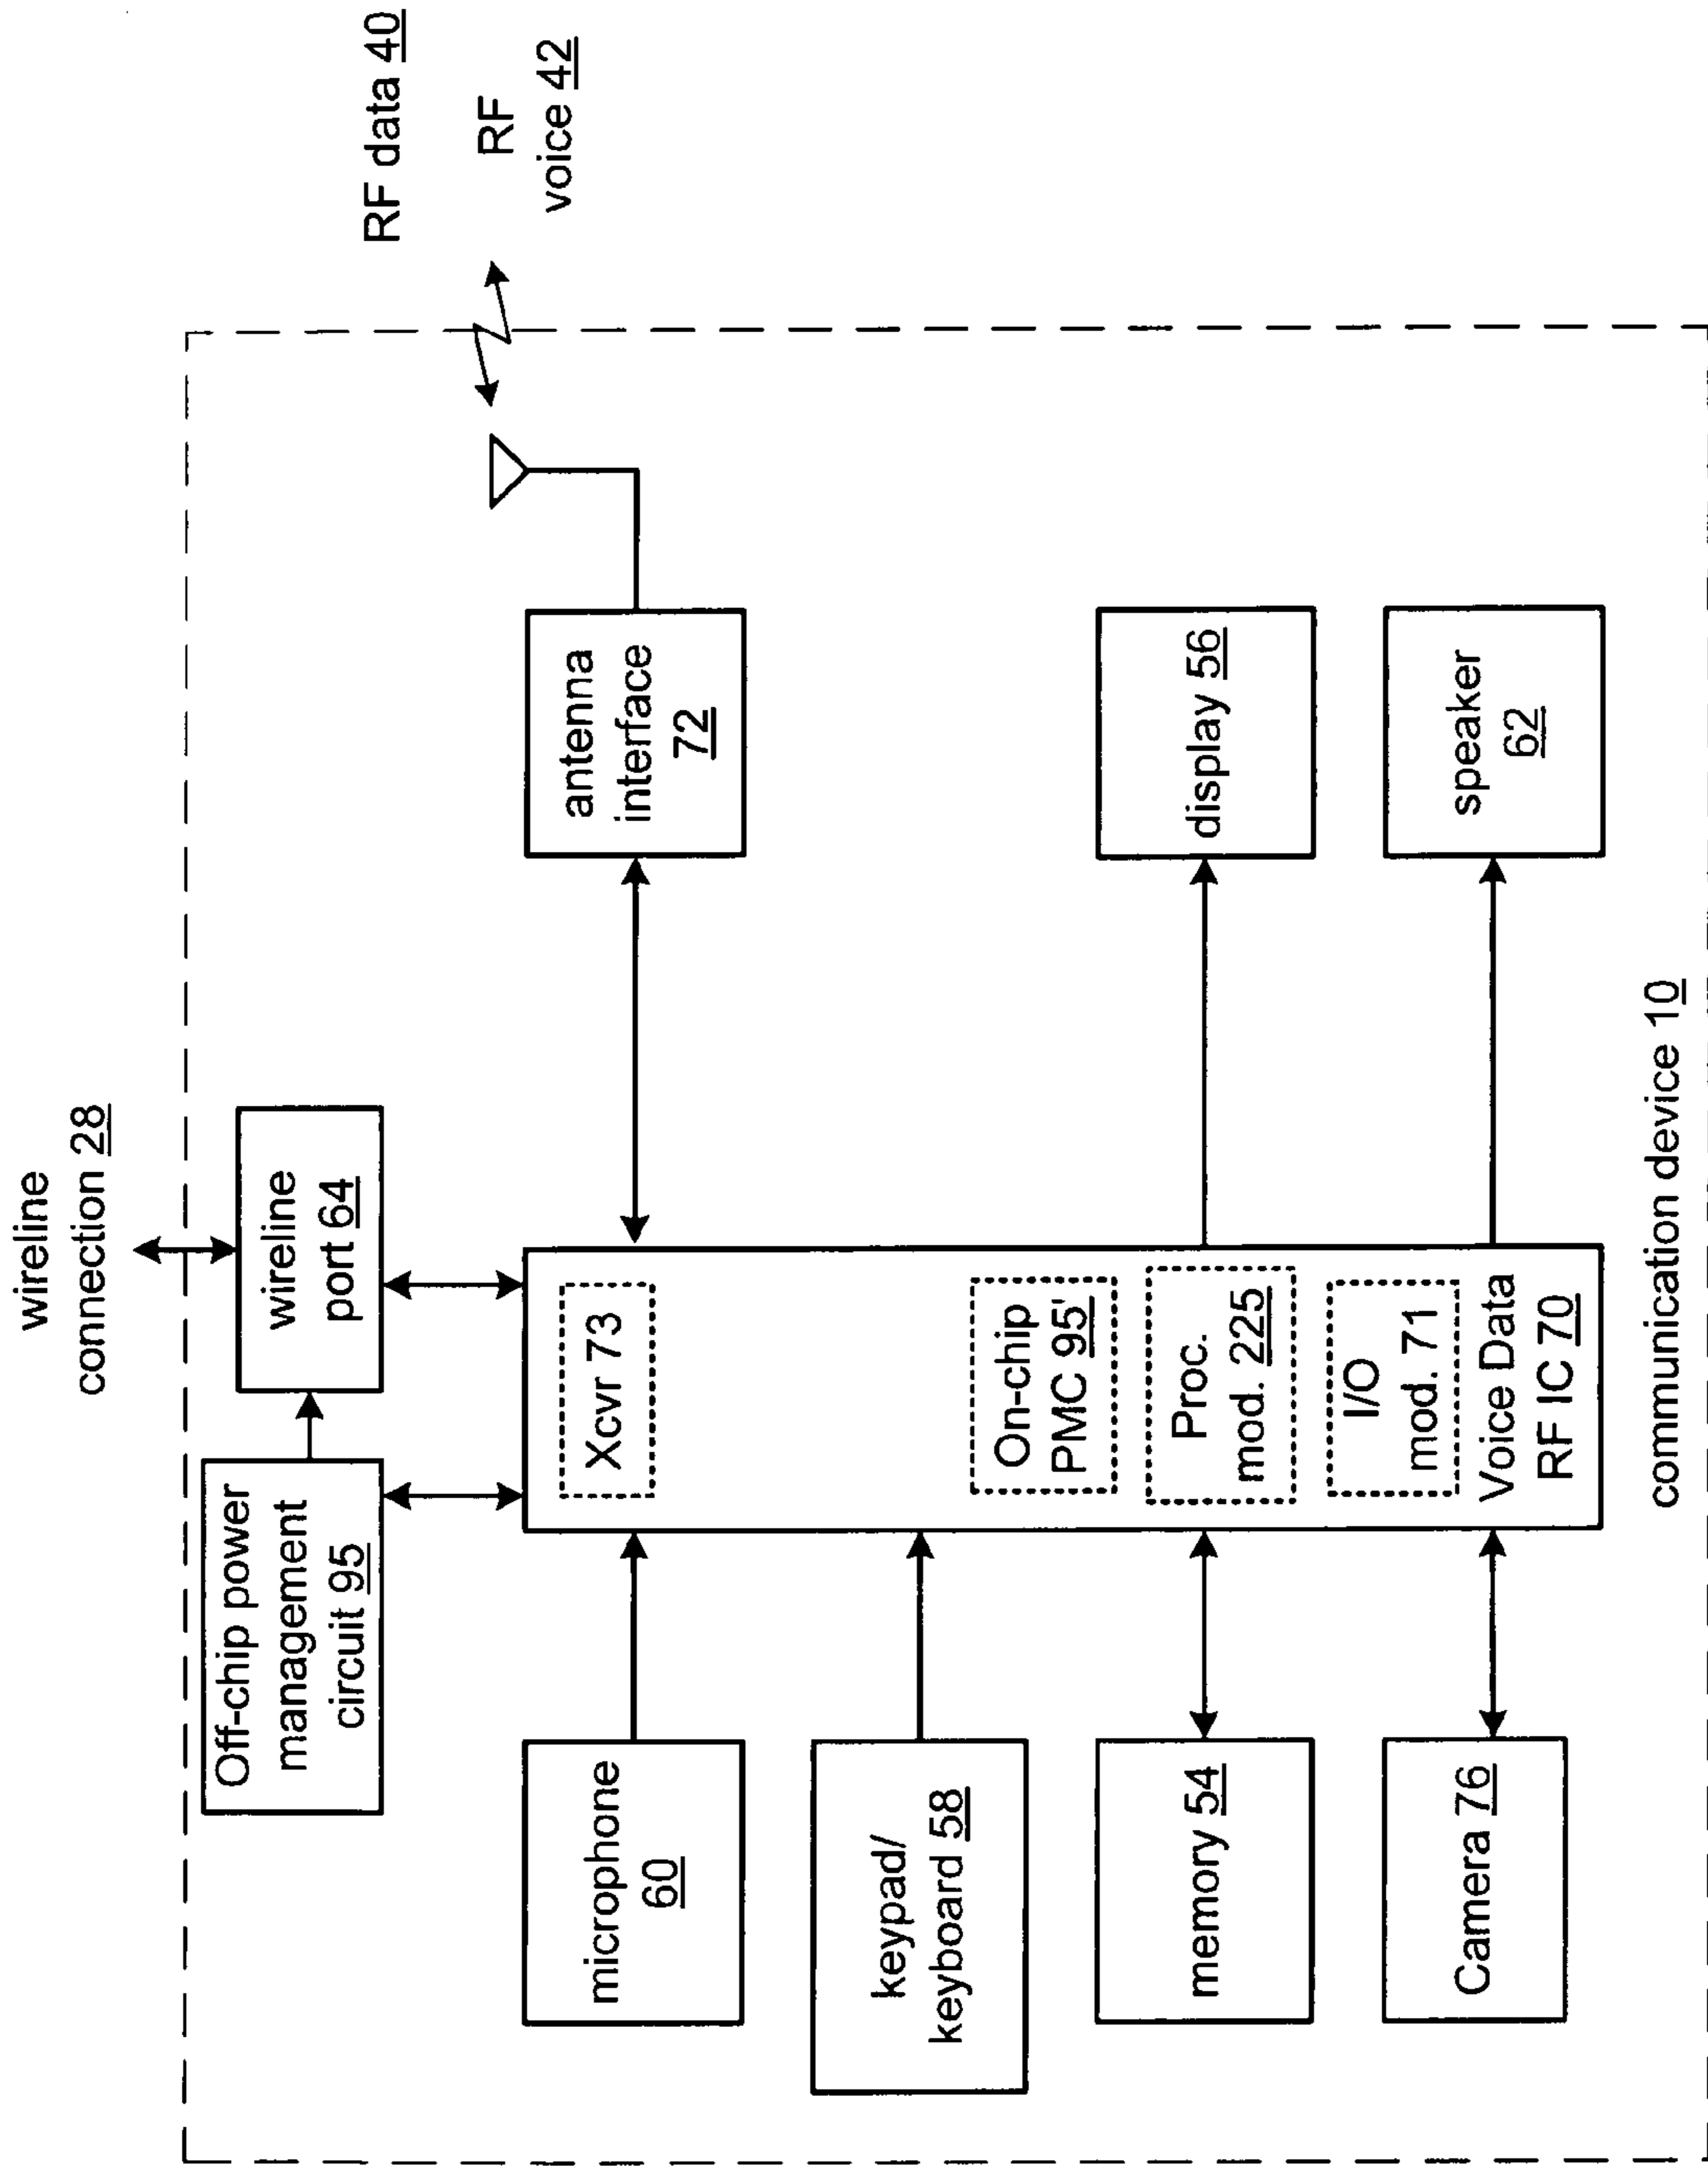 wireline
connection 28
RF data 40
RF
voice 42
Off-chip power
management
circuit 95
wireline
port 64
microphone
60
Xcvr 73
antenna
interface
72
keypad/
keyboard 58
On-chip
PMC 95'
memory 54
Proc.
mod. 225
display 56
Camera 76
I/O
mod. 71
Voice Data
RF IC 70
speaker
62
communication device 10